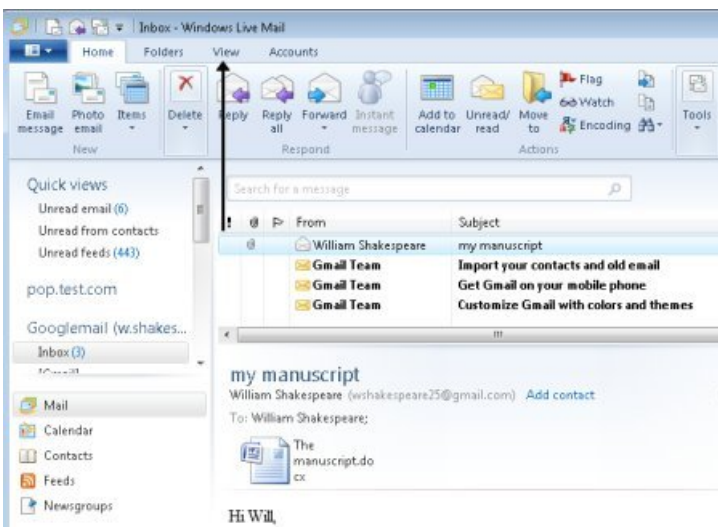 Inbox - Windows Live Mail
Home Folders View Accounts
Email message
Photo email
Items
Delete
Reply
Reply all
Forward
Instant message
Add to calendar
Unread/ read
Move to
Flag
Watch
Encoding
Tools
New
Respond
Actions
Quick views
Unread email (6)
Unread from contacts
Unread feeds (443)
pop.test.com
Googlemail (w.shakes...
Inbox (3)
Mail
Calendar
Contacts
Feeds
Newsgroups
Search for a message
! From Subject
William Shakespeare my manuscript
Gmail Team Import your contacts and old email
Gmail Team Get Gmail on your mobile phone
Gmail Team Customize Gmail with colors and themes
my manuscript
William Shakespeare (wshakespeare25@gmail.com) Add contact
To: William Shakespeare;
The
manuscript.do
cx
Hi Will,